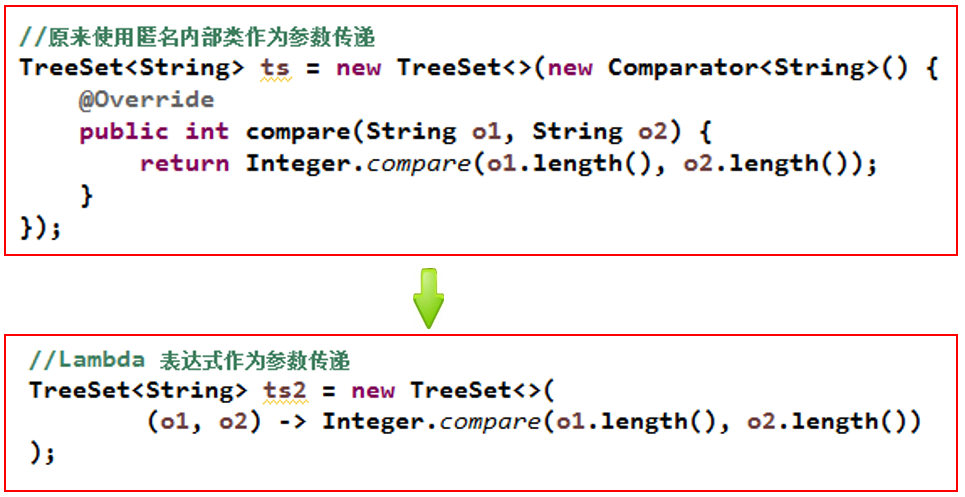 //原来使用匿名内部类作为参数传递
TreeSet<String> ts = new TreeSet<>(new Comparator<String>() {
    @Override
    public int compare(String o1, String o2) {
        return Integer.compare(o1.length(), o2.length());
    }
});
//Lambda 表达式作为参数传递
TreeSet<String> ts2 = new TreeSet<>(
        (o1, o2) -> Integer.compare(o1.length(), o2.length())
);